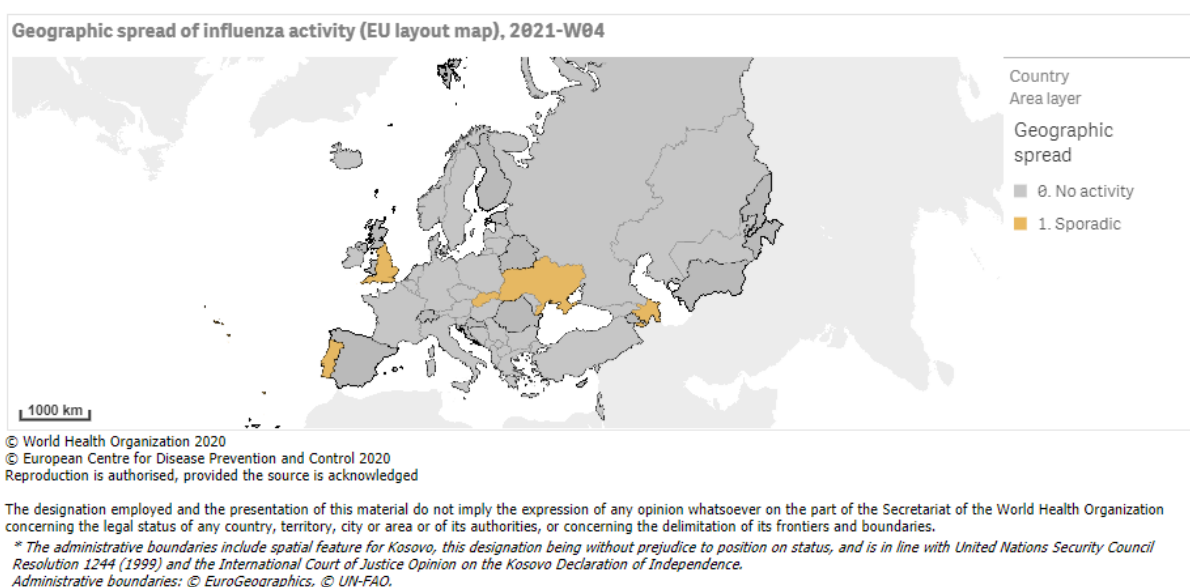 Geographic spread of influenza activity (EU layout map), 2021-W04
Country
Area layer
Geographic
spread
0. No activity
1. Sporadic
1000 km
© World Health Organization 2020
© European Centre for Disease Prevention and Control 2020
Reproduction is authorised, provided the source is acknowledged
The designation employed and the presentation of this material do not imply the expression of any opinion whatsoever on the part of the Secretariat of the World Health Organization
concerning the legal status of any country, territory, city or area or of its authorities, or concerning the delimitation of its frontiers and boundaries.
* The administrative boundaries include spatial feature for Kosovo, this designation being without prejudice to position on status, and is in line with United Nations Security Council
Resolution 1244 (1999) and the International Court of Justice Opinion on the Kosovo Declaration of Independence.
Administrative boundaries: © EuroGeographics, © UN-FAO.